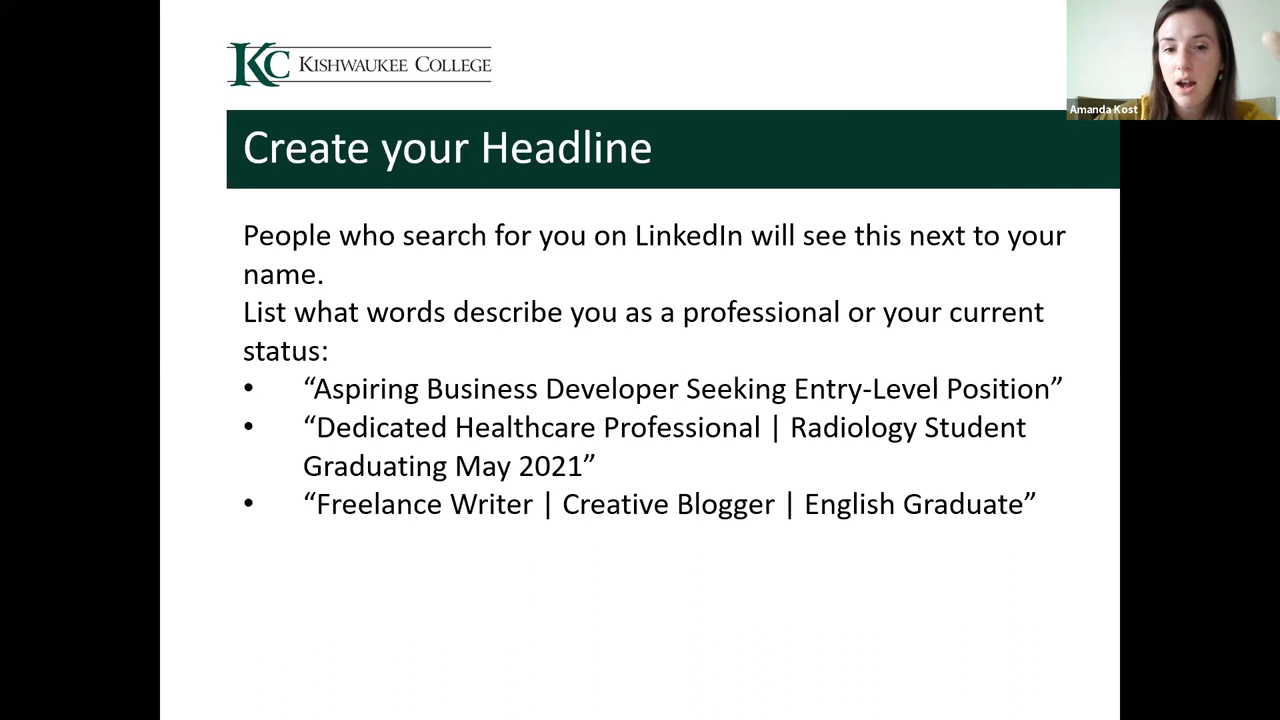 KC KISHWAUKEE COLLEGE
Amanda Kost
Create your Headline
People who search for you on LinkedIn will see this next to your
name.
List what words describe you as a professional or your current
status:
• “Aspiring Business Developer Seeking Entry-Level Position”
• “Dedicated Healthcare Professional | Radiology Student
Graduating May 2021”
• “Freelance Writer | Creative Blogger | English Graduate”